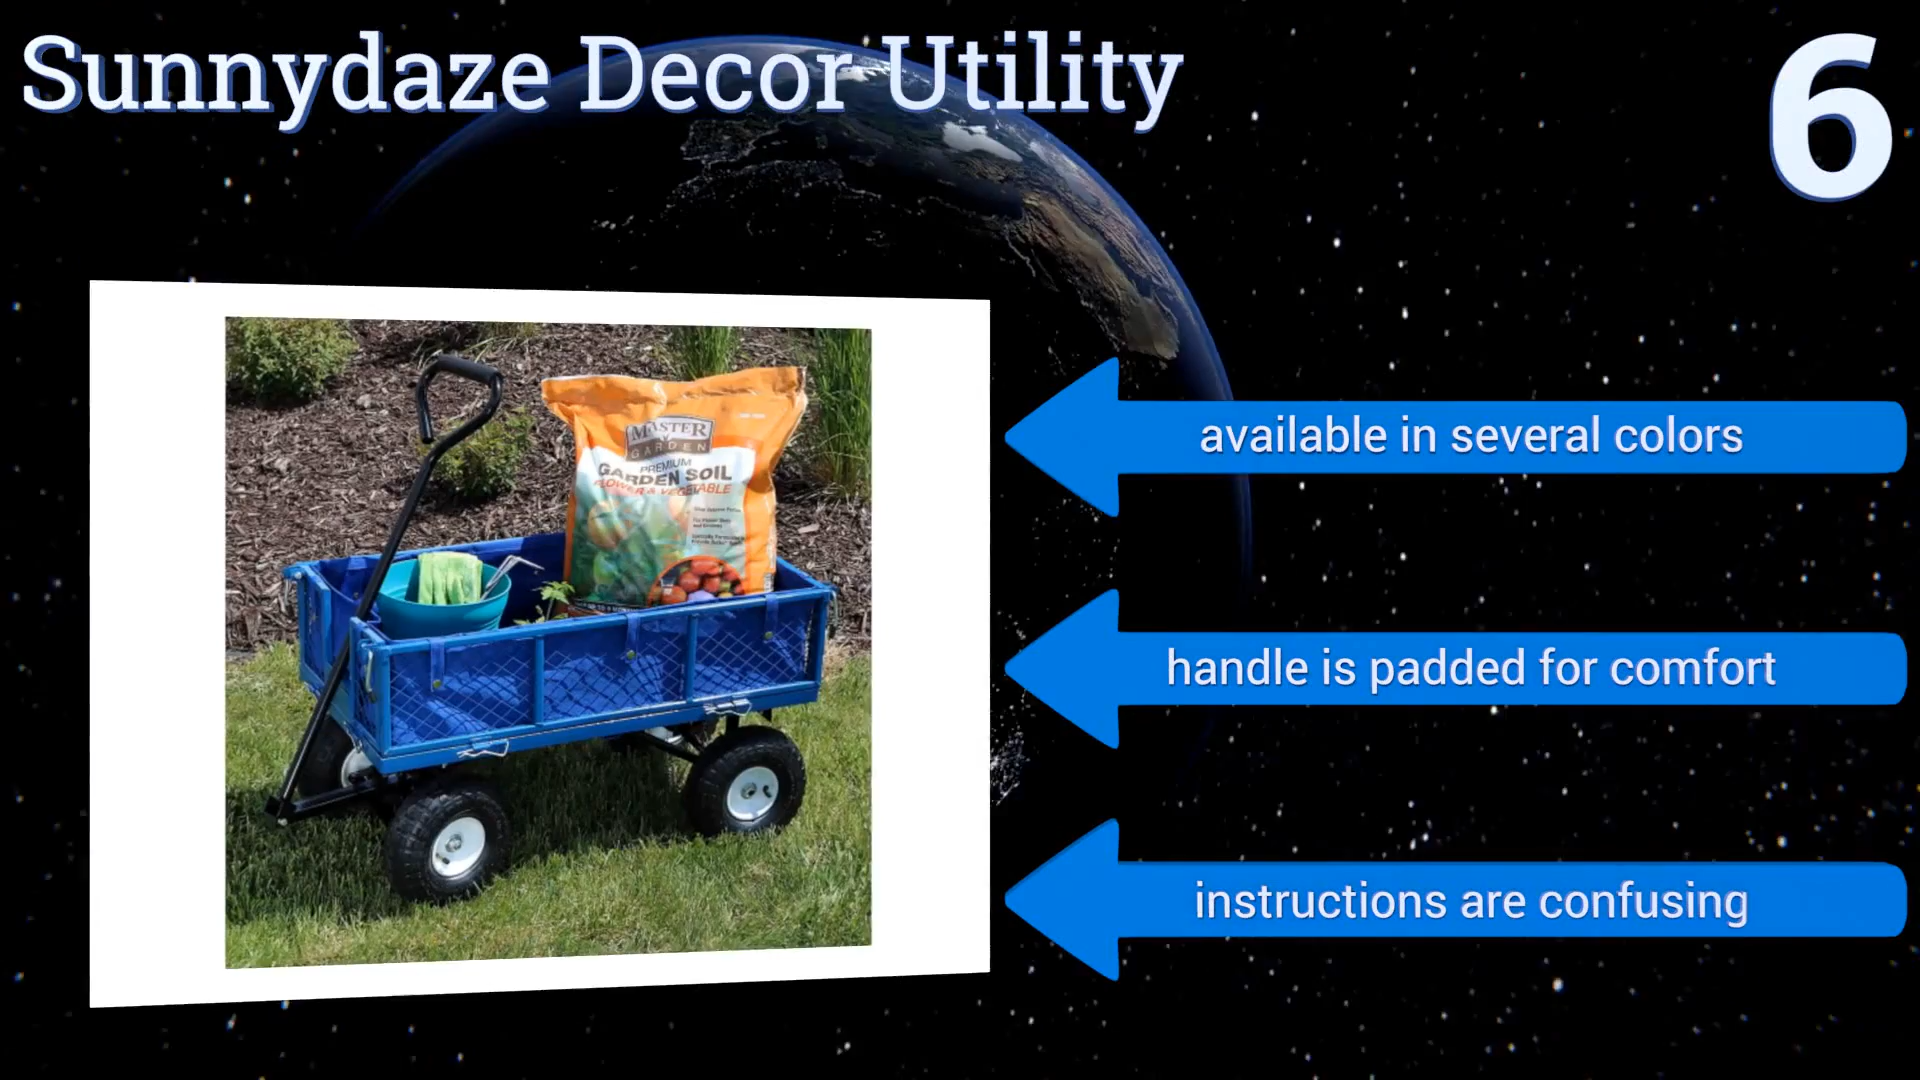 Sunnydaze Decor Utility
6
MASTER
GARDEN
PREMIUM
GARDEN SOIL
FLOWER & VEGETABLE
available in several colors
handle is padded for comfort
instructions are confusing